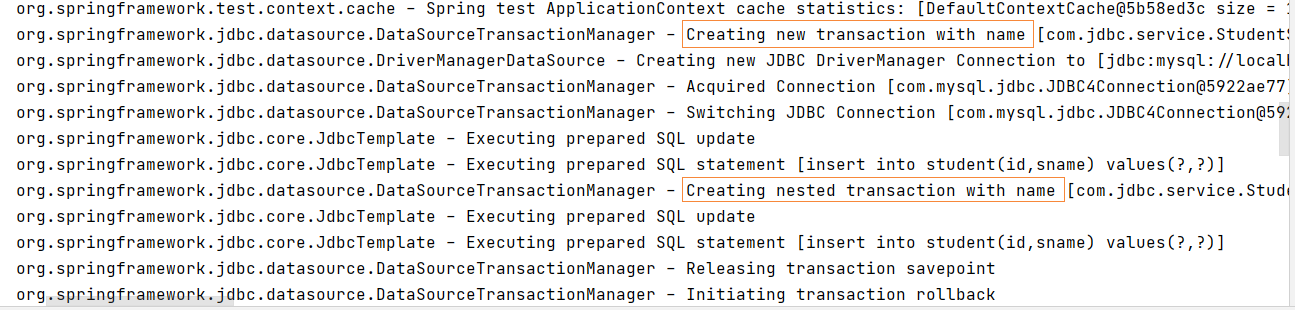 org.springframework.test.context.cache - Spring test ApplicationContext cache statistics: [DefaultContextCache@5b58ed3c size =
org.springframework.jdbc.datasource.DataSourceTransactionManager - Creating new transaction with name [com.jdbc.service.Student
org.springframework.jdbc.datasource.DriverManagerDataSource - Creating new JDBC DriverManager Connection to [jdbc:mysql://local
org.springframework.jdbc.datasource.DataSourceTransactionManager - Acquired Connection [com.mysql.jdbc.JDBC4Connection@5922ae77]
org.springframework.jdbc.datasource.DataSourceTransactionManager - Switching JDBC Connection [com.mysql.jdbc.JDBC4Connection@592
org.springframework.jdbc.core.JdbcTemplate - Executing prepared SQL update
org.springframework.jdbc.core.JdbcTemplate - Executing prepared SQL statement [insert into student(id,sname) values(?,?)]
org.springframework.jdbc.datasource.DataSourceTransactionManager - Creating nested transaction with name [com.jdbc.service.Stude
org.springframework.jdbc.core.JdbcTemplate - Executing prepared SQL update
org.springframework.jdbc.core.JdbcTemplate - Executing prepared SQL statement [insert into student(id,sname) values(?,?)]
org.springframework.jdbc.datasource.DataSourceTransactionManager - Releasing transaction savepoint
org.springframework.jdbc.datasource.DataSourceTransactionManager - Initiating transaction rollback